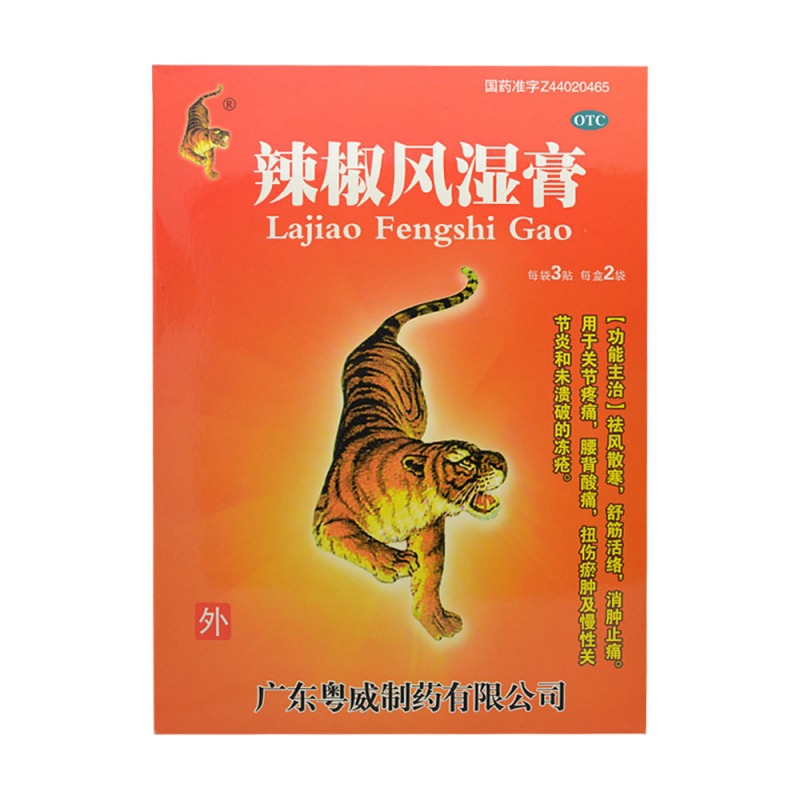 国药准字Z44020465
®
OTC
辣椒风湿膏
Lajiao Fengshi Gao
每袋3贴 每盒2袋
【功能主治】祛风散寒，舒筋活络，消肿止痛。
用于关节疼痛，腰背酸痛，扭伤瘀肿及慢性关
节炎和未溃破的冻疮。
外
广东粤威制药有限公司